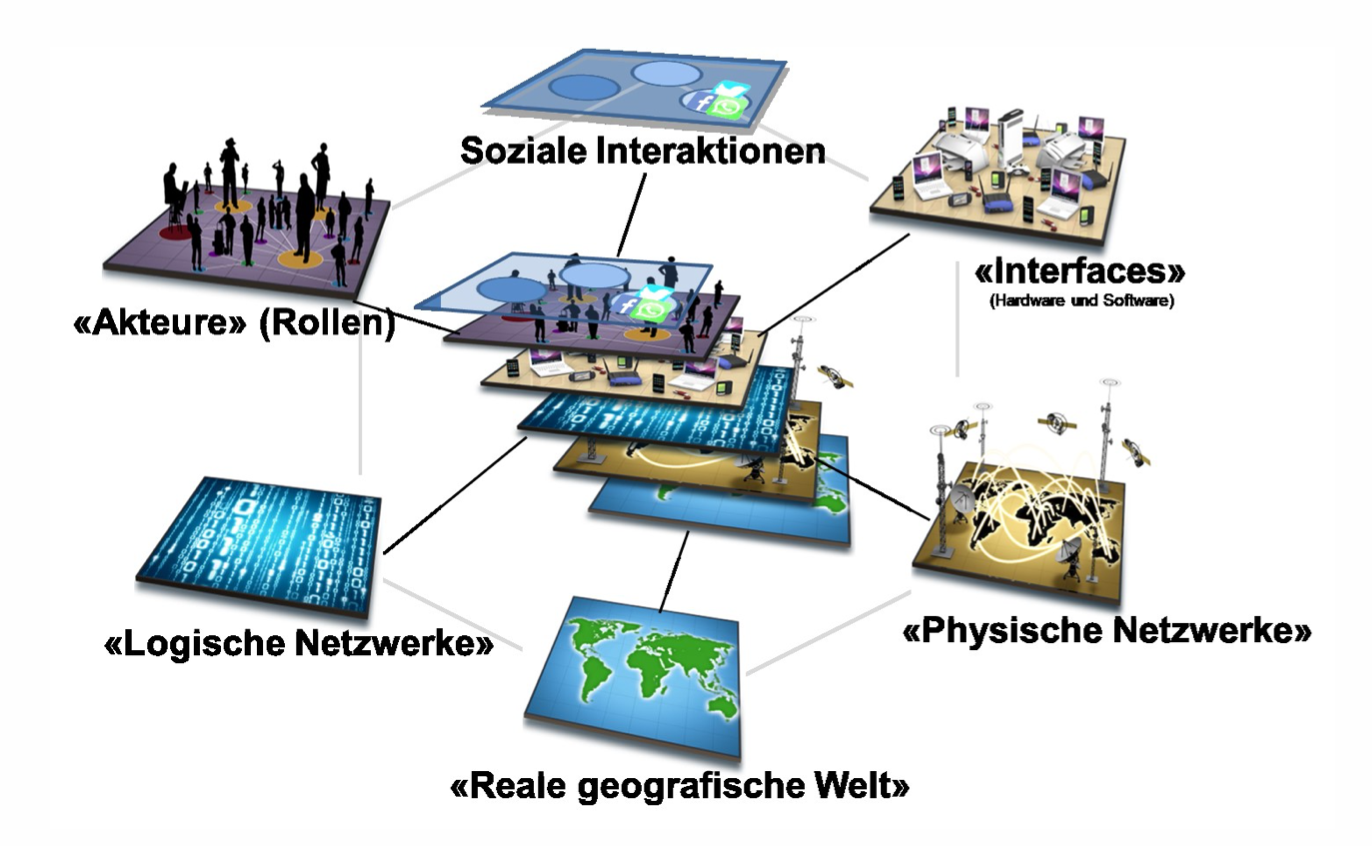 Soziale Interaktionen
«Interfaces»
(Hardware und Software)
«Akteure» (Rollen)
«Logische Netzwerke»
«Physische Netzwerke»
«Reale geografische Welt»